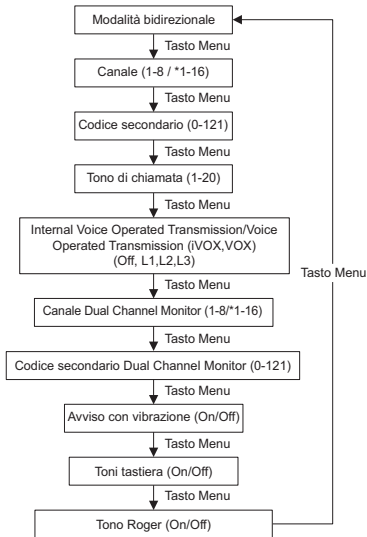 Modalità bidirezionale
Tasto Menu
Canale (1-8 / *1-16)
Tasto Menu
Codice secondario (0-121)
Tasto Menu
Tono di chiamata (1-20)
Tasto Menu
Internal Voice Operated Transmission/Voice
Operated Transmission (iVOX,VOX)
(Off, L1,L2,L3)
Tasto Menu
Tasto Menu
Canale Dual Channel Monitor (1-8/*1-16)
Tasto Menu
Codice secondario Dual Channel Monitor (0-121)
Tasto Menu
Avviso con vibrazione (On/Off)
Tasto Menu
Toni tastiera (On/Off)
Tasto Menu
Tono Roger (On/Off)